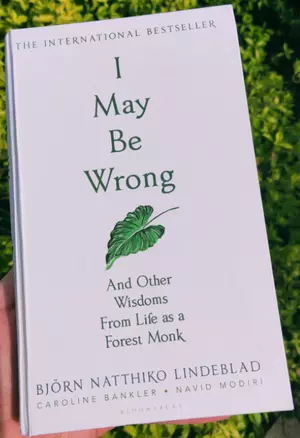 THE INTERNATIONAL BESTSELLER
I
May
Be
Wrong
And Other
Wisdoms
From Life as a
Forest Monk
BJÖRN NATTHIKO LINDEBLAD
CAROLINE BANKLER • NAVID MODIRI
BLOOMSBURY